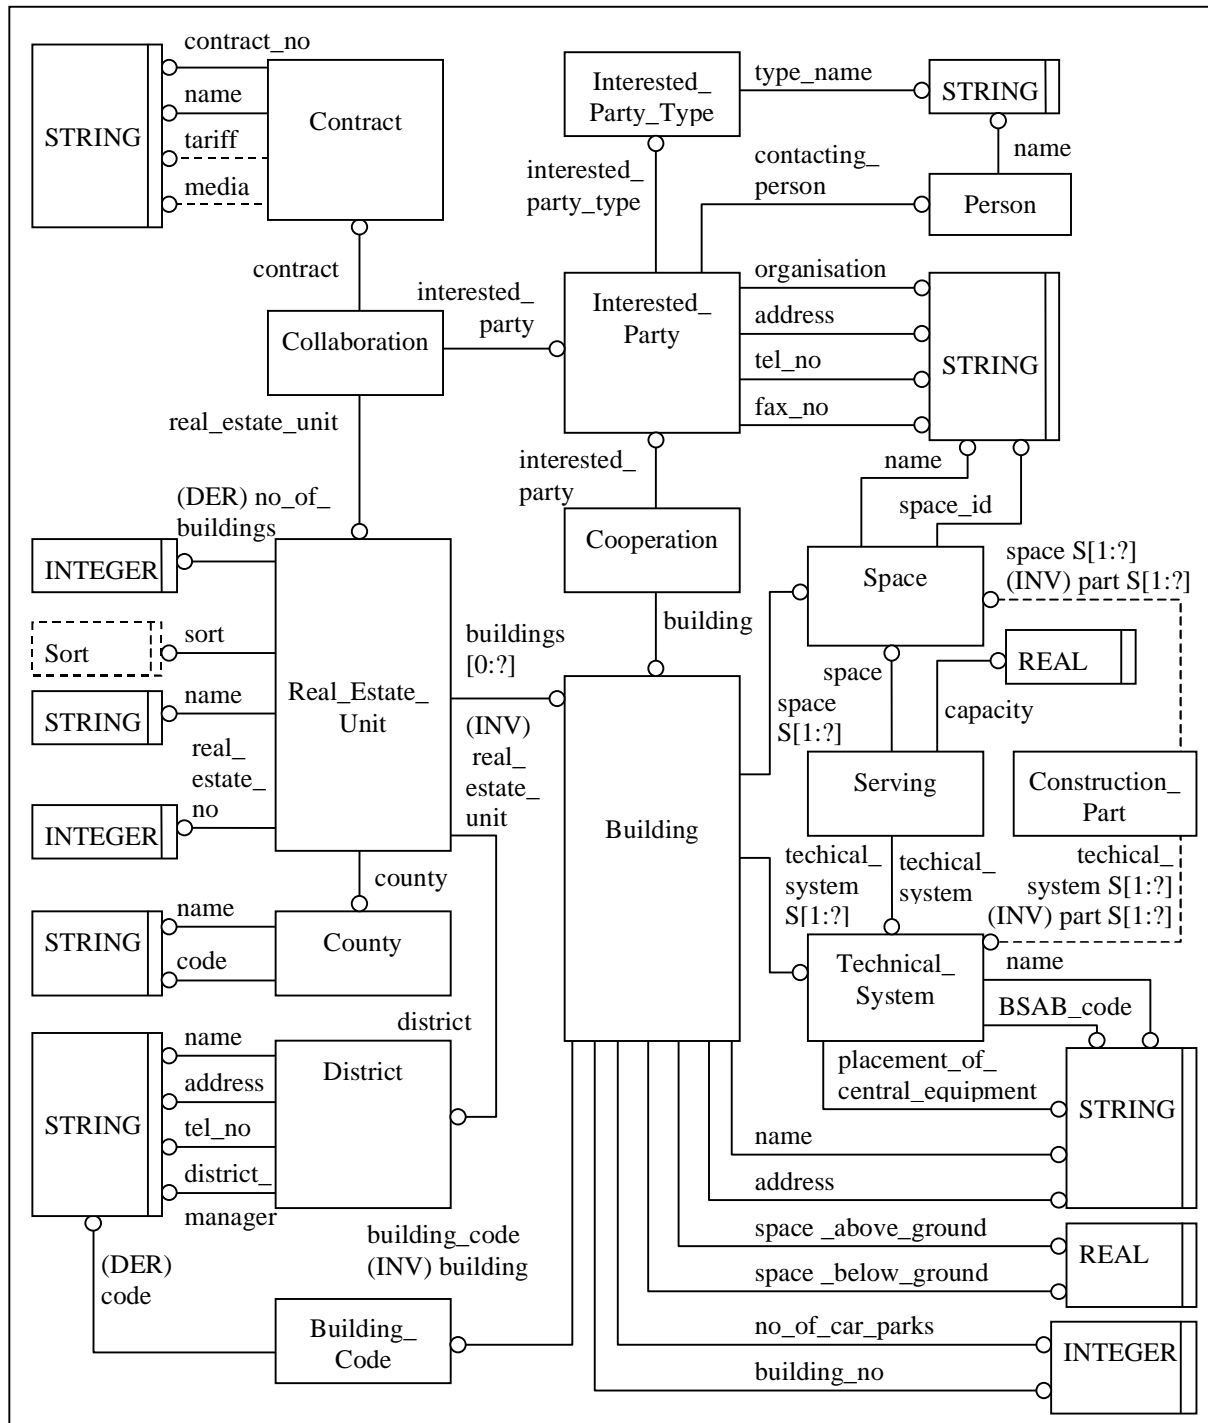 contract_no
name
STRING
tariff
media
Contract
Interested_
Party_Type
type_name
STRING
name
interested_
party_type
contacting_
person
Person
contract
interested_
party
Collaboration
Interested_
Party
organisation
address
tel_no
fax_no
STRING
real_estate_unit
interested_
party
name
space_id
(DER) no_of_
buildings
INTEGER
Cooperation
Space
space S[1:?]
(INV) part S[1:?]
Sort
sort
building
buildings
[0:?]
STRING
name
Real_Estate_
Unit
space
REAL
capacity
space
S[1:?]
(INV)
real_
estate_
unit
real_
estate_
no
INTEGER
Building
Serving
Construction_
Part
techical_
system
S[1:?]
techical_
system
techical_
system S[1:?]
(INV) part S[1:?]
county
STRING
name
code
County
Technical_
System
name
BSAB_code
district
placement_of_
central_equipment
STRING
name
address
tel_no
district_
manager
STRING
District
name
address
building_code
(INV) building
space _above_ground
space _below_ground
REAL
(DER)
code
Building_
Code
no_of_car_parks
building_no
INTEGER